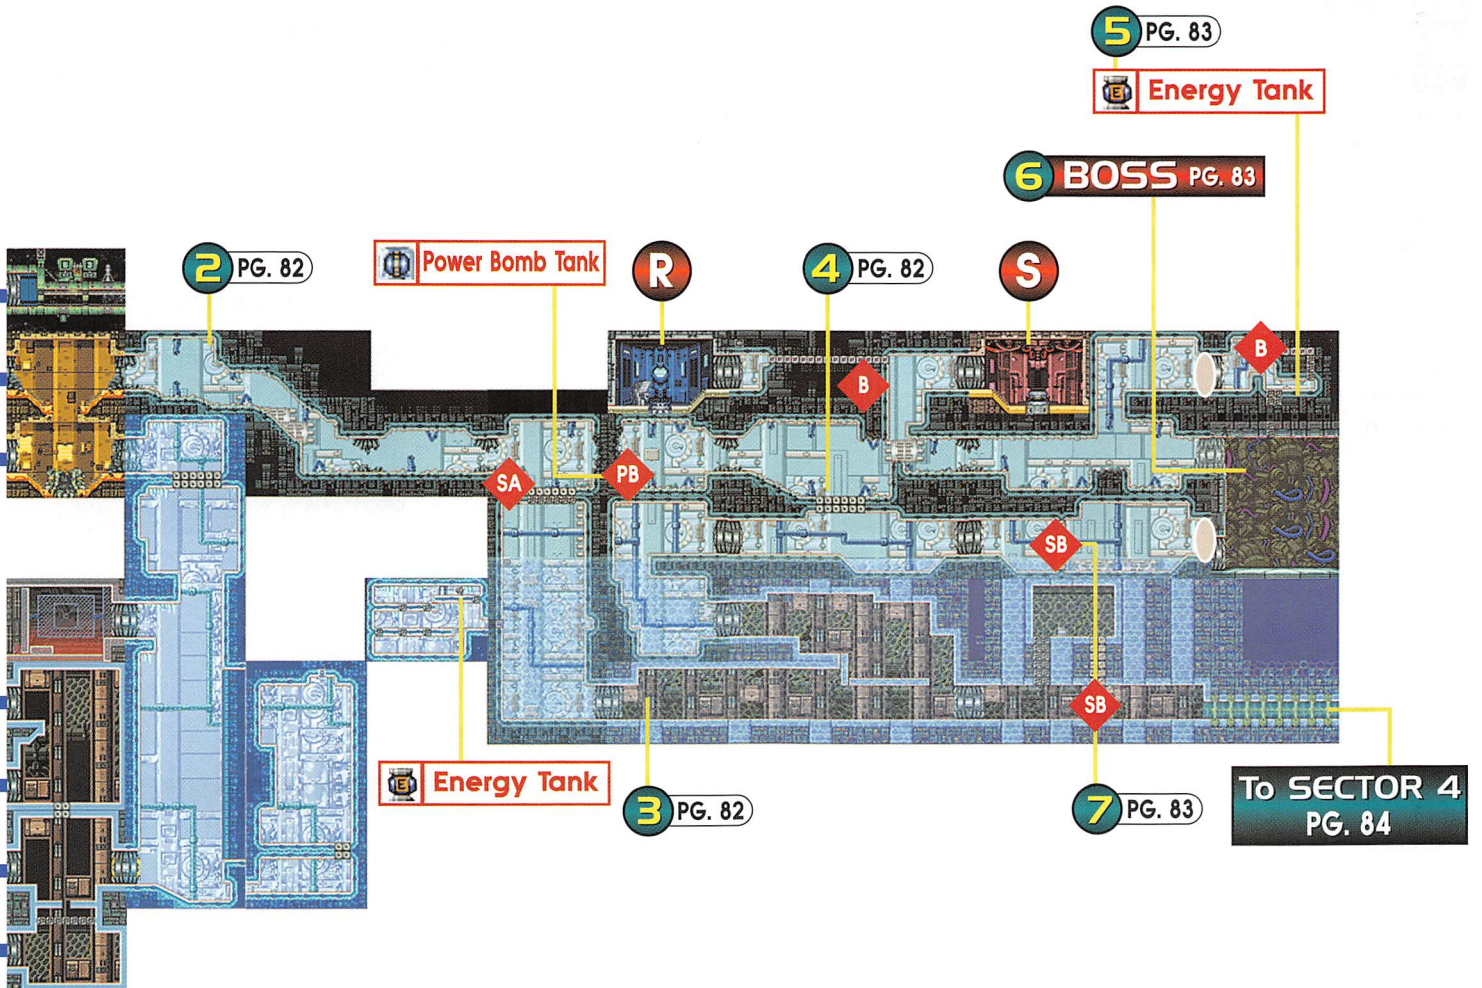 5 PG. 83
E Energy Tank
6 BOSS PG. 83
2 PG. 82
Power Bomb Tank
R
4 PG. 82
S
B
B
SA
PB
SB
SB
E Energy Tank
3 PG. 82
7 PG. 83
To SECTOR 4
PG. 84